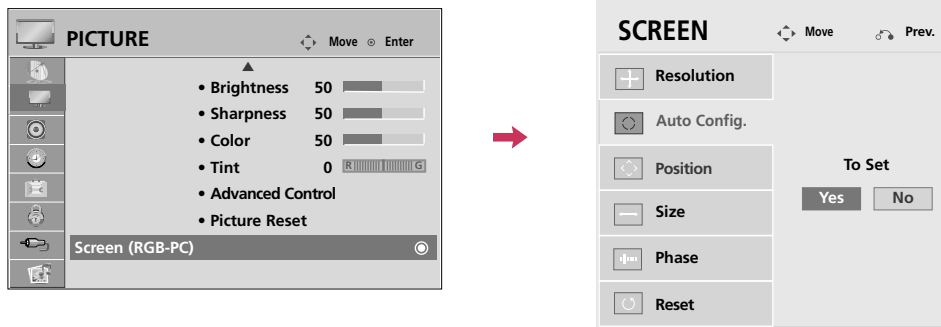 PICTURE
Move Enter
• Brightness 50
• Sharpness 50
• Color 50
• Tint 0 R G
• Advanced Control
• Picture Reset
Screen (RGB-PC)
SCREEN
Move Prev.
Resolution
Auto Config.
Position
Size
Phase
Reset
To Set
Yes No